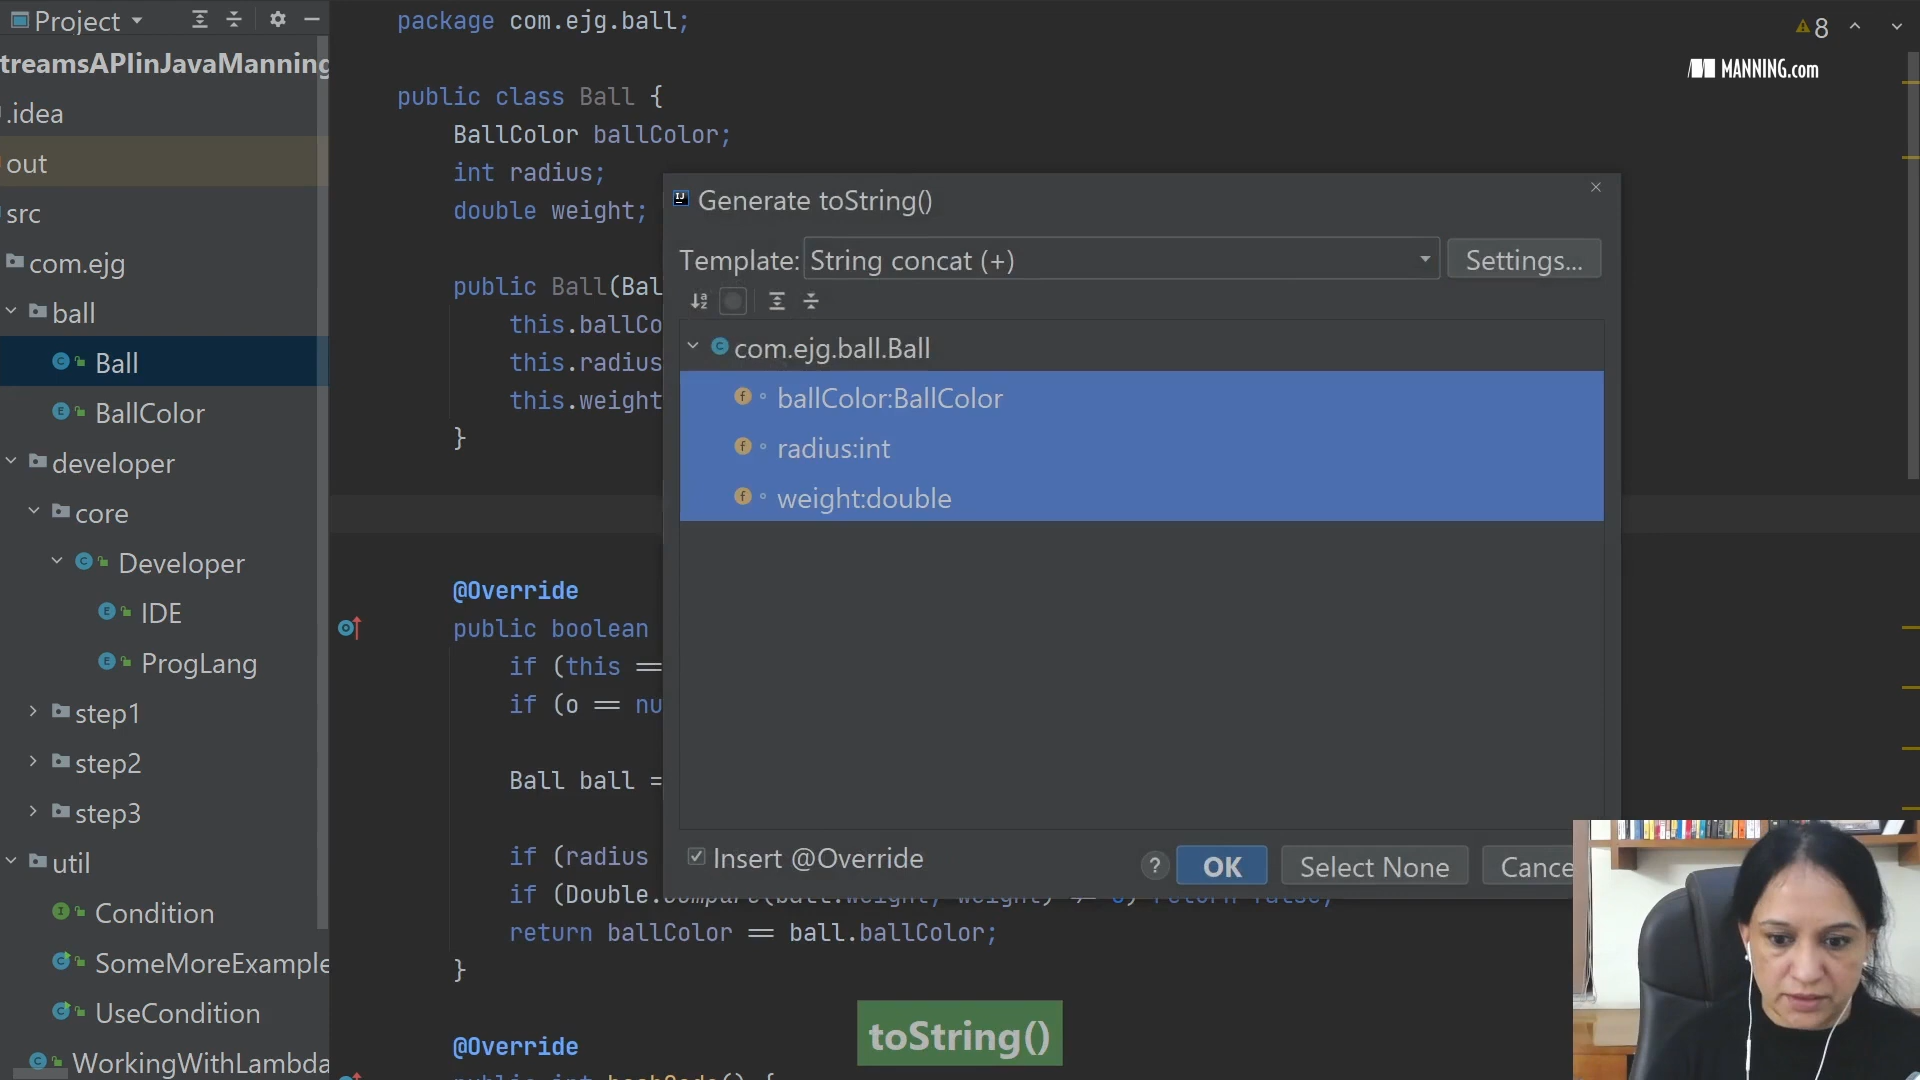 Project
treamsAPIinJavaManning
.idea
out
src
com.ejg
ball
Ball
BallColor
developer
core
Developer
IDE
ProgLang
step1
step2
step3
util
Condition
SomeMoreExample
UseCondition
WorkingWithLambda
package com.ejg.ball;
public class Ball {
BallColor ballColor;
int radius;
double weight;
public Ball(Bal
this.ballCo
this.radius
this.weight
}
@Override
public boolean
if (this ==
if (o == nu
Ball ball =
if (radius
if (Double.compare(ball.weight, weight) != 0) return false;
return ballColor == ball.ballColor;
}
@Override
public int hashCode() {
8
MANNING.com
Generate toString()
Template: String concat (+)
Settings...
com.ejg.ball.Ball
ballColor:BallColor
radius:int
weight:double
Insert @Override
?
OK
Select None
Cance
toString()